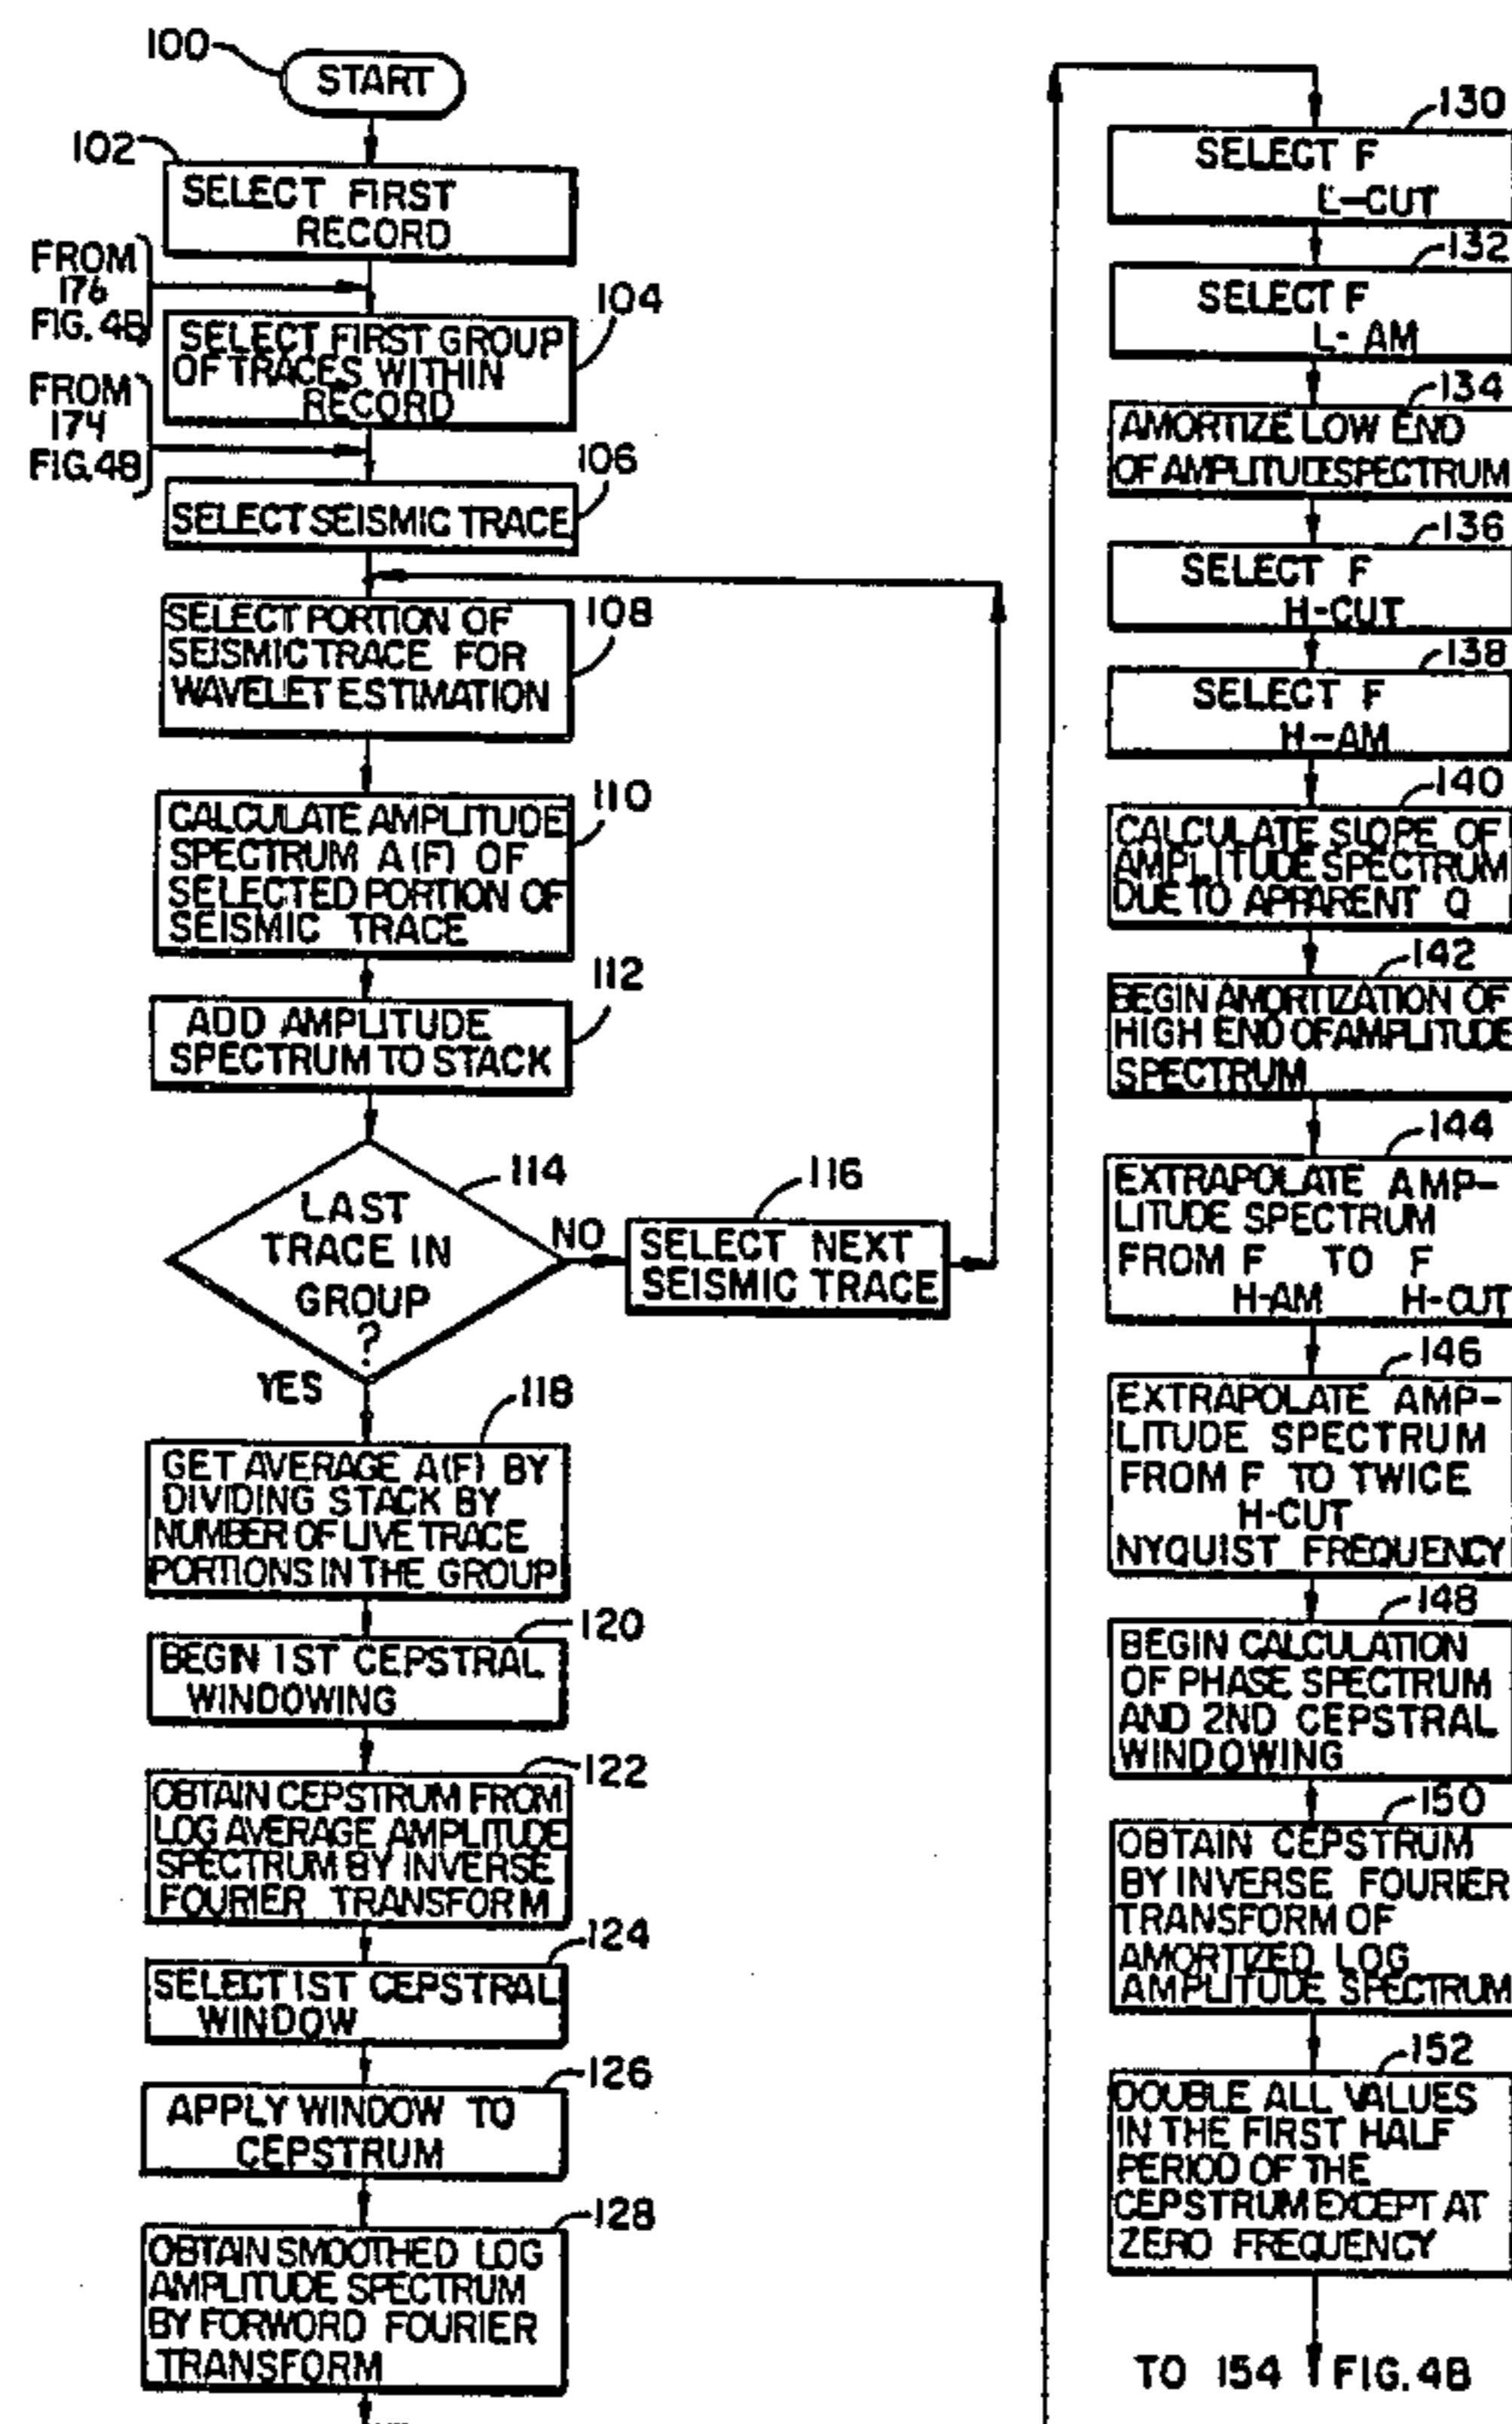 100
START
102
SELECT FIRST
RECORD
FROM
176
FIG. 4B
104
SELECT FIRST GROUP
OF TRACES WITHIN
RECORD
FROM
174
FIG.4B
106
SELECT SEISMIC TRACE
108
SELECT PORTION OF
SEISMIC TRACE FOR
WAVELET ESTIMATION
110
CALCULATE AMPLITUDE
SPECTRUM A(F) OF
SELECTED PORTION OF
SEISMIC TRACE
112
ADD AMPLITUDE
SPECTRUM TO STACK
114
LAST
TRACE IN
GROUP
?
NO
116
SELECT NEXT
SEISMIC TRACE
YES
118
GET AVERAGE A(F) BY
DIVIDING STACK BY
NUMBER OF LIVE TRACE
PORTIONS IN THE GROUP
120
BEGIN 1ST CEPSTRAL
WINDOWING
122
OBTAIN CEPSTRUM FROM
LOG AVERAGE AMPLITUDE
SPECTRUM BY INVERSE
FOURIER TRANSFORM
124
SELECT 1ST CEPSTRAL
WINDOW
126
APPLY WINDOW TO
CEPSTRUM
128
OBTAIN SMOOTHED LOG
AMPLITUDE SPECTRUM
BY FORWORD FOURIER
TRANSFORM
130
SELECT F
L-CUT
132
SELECT F
L-AM
134
AMORTIZE LOW END
OF AMPLITUDE SPECTRUM
136
SELECT F
H-CUT
138
SELECT F
H-AM
140
CALCULATE SLOPE OF
AMPLITUDE SPECTRUM
DUE TO APPARENT Q
142
BEGIN AMORTIZATION OF
HIGH END OF AMPLITUDE
SPECTRUM
144
EXTRAPOLATE AMP-
LITUDE SPECTRUM
FROM F TO F
H-AM H-CUT
146
EXTRAPOLATE AMP-
LITUDE SPECTRUM
FROM F TO TWICE
H-CUT
NYQUIST FREQUENCY
148
BEGIN CALCULATION
OF PHASE SPECTRUM
AND 2ND CEPSTRAL
WINDOWING
150
OBTAIN CEPSTRUM
BY INVERSE FOURIER
TRANSFORM OF
AMORTIZED LOG
AMPLITUDE SPECTRUM
152
DOUBLE ALL VALUES
IN THE FIRST HALF
PERIOD OF THE
CEPSTRUM EXCEPT AT
ZERO FREQUENCY
TO 154 FIG.4B